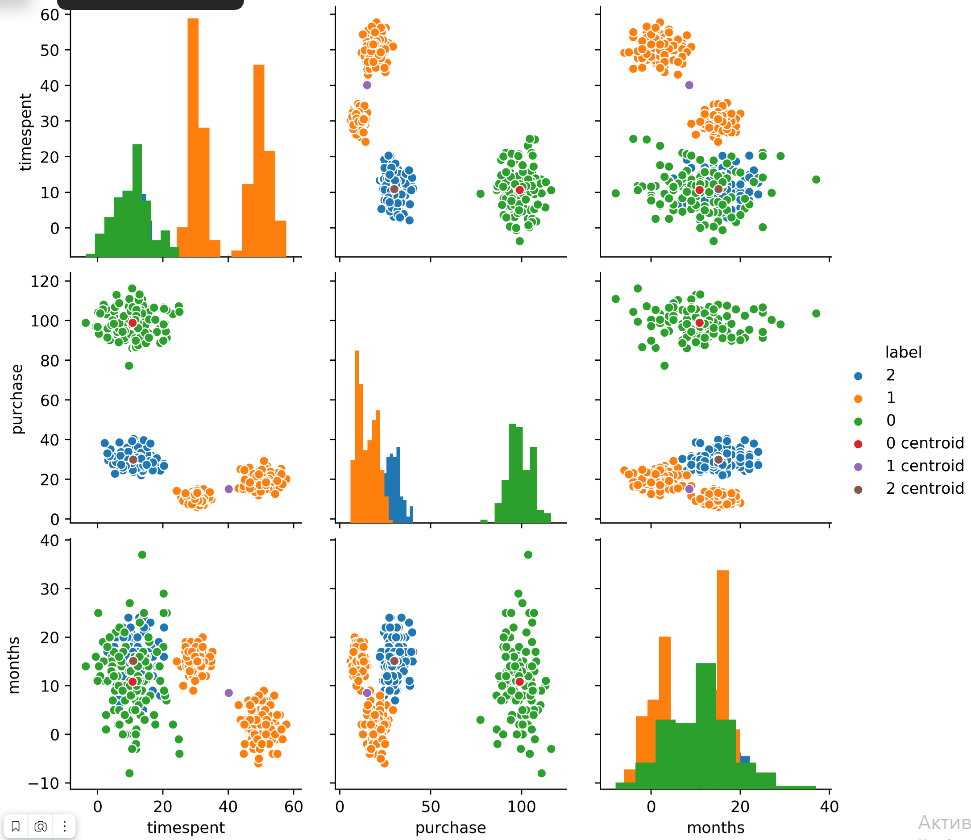 60
50
40
30
20
10
0
timespent
120
100
80
60
40
20
0
purchase
label
2
1
0
0 centroid
1 centroid
2 centroid
40
30
20
10
0
−10
months
0 20 40 60
timespent
0 50 100
purchase
0 20 40
months
Актив